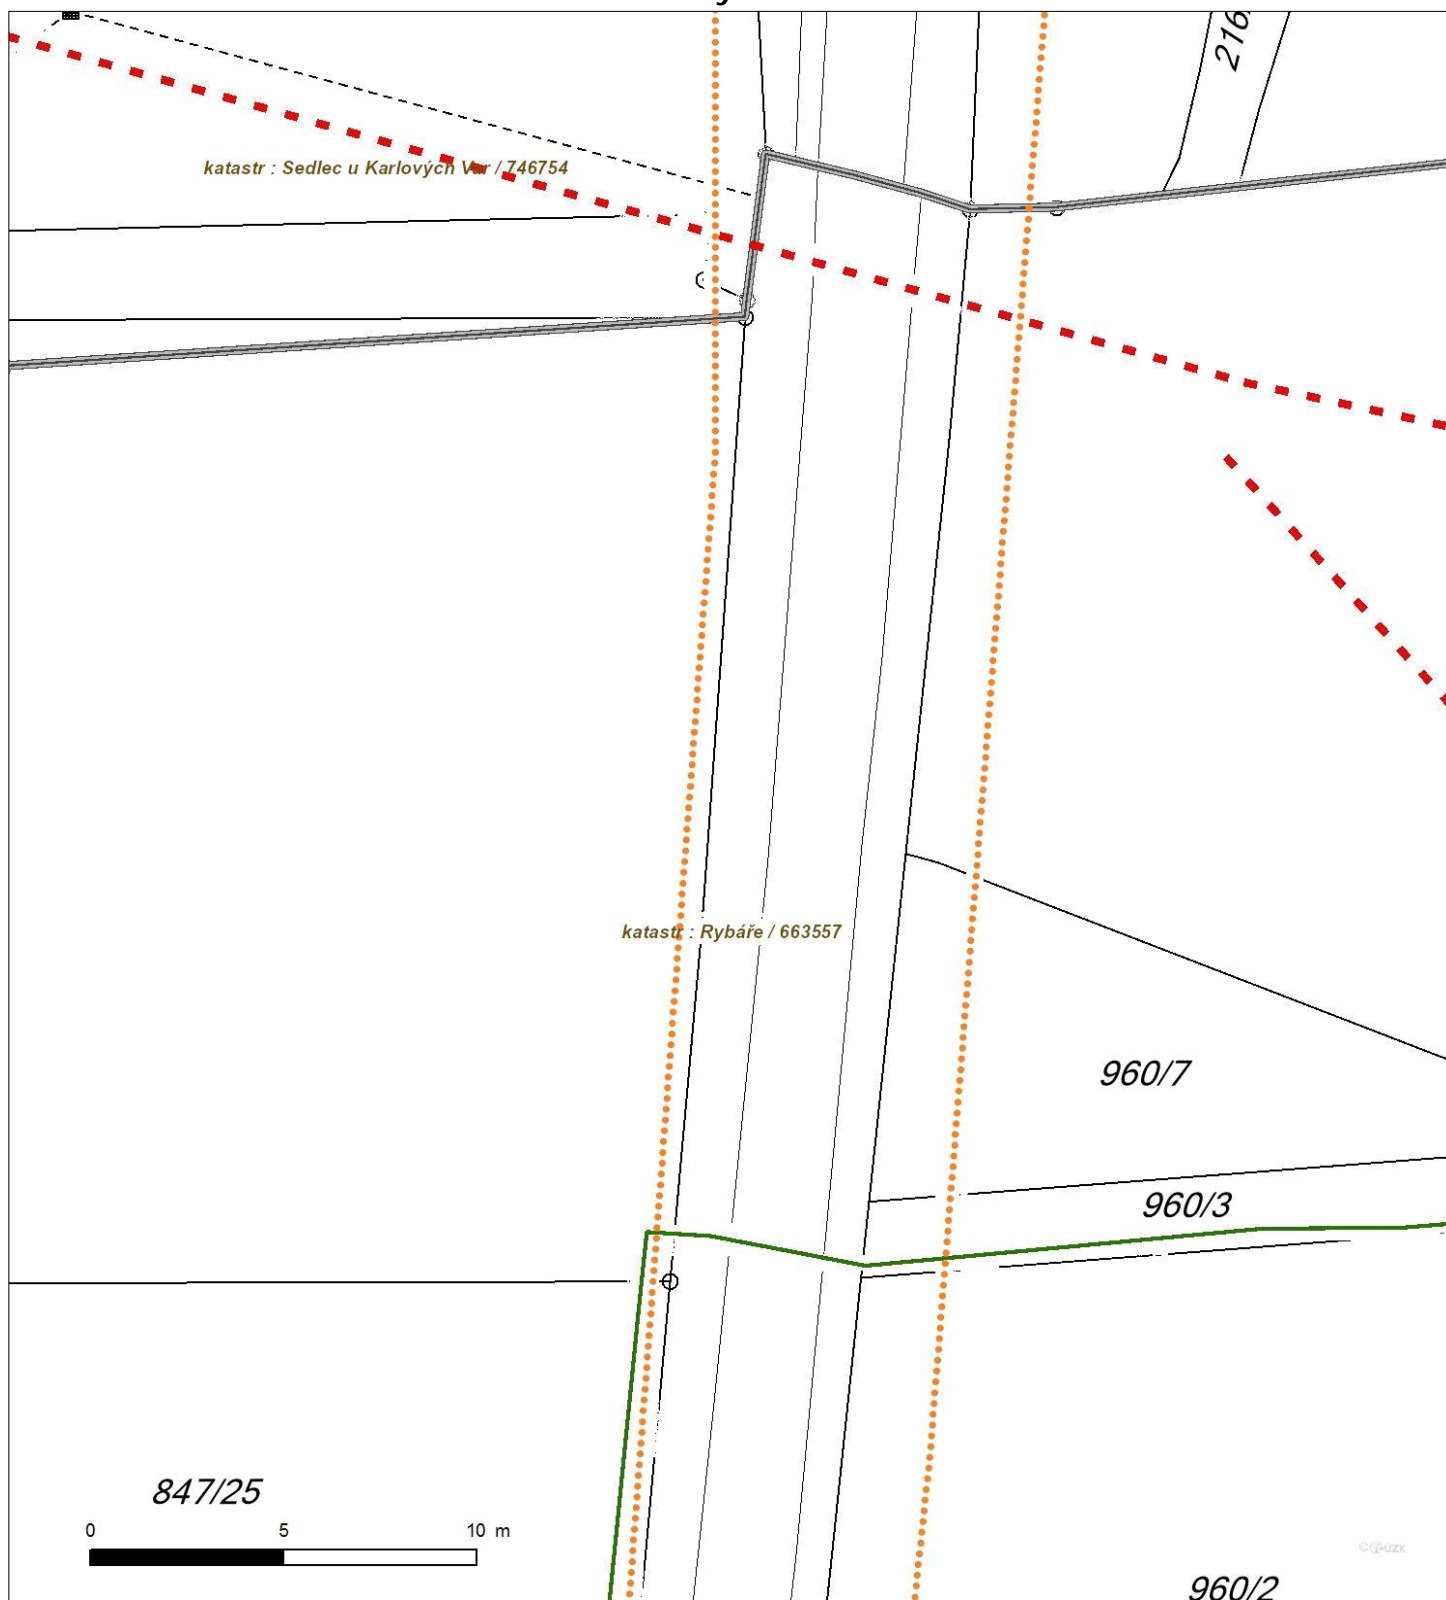 216
katastr : Sedlec u Karlových Var / 746754
katastr : Rybáře / 663557
960/7
960/3
847/25
0 5 10 m
960/2